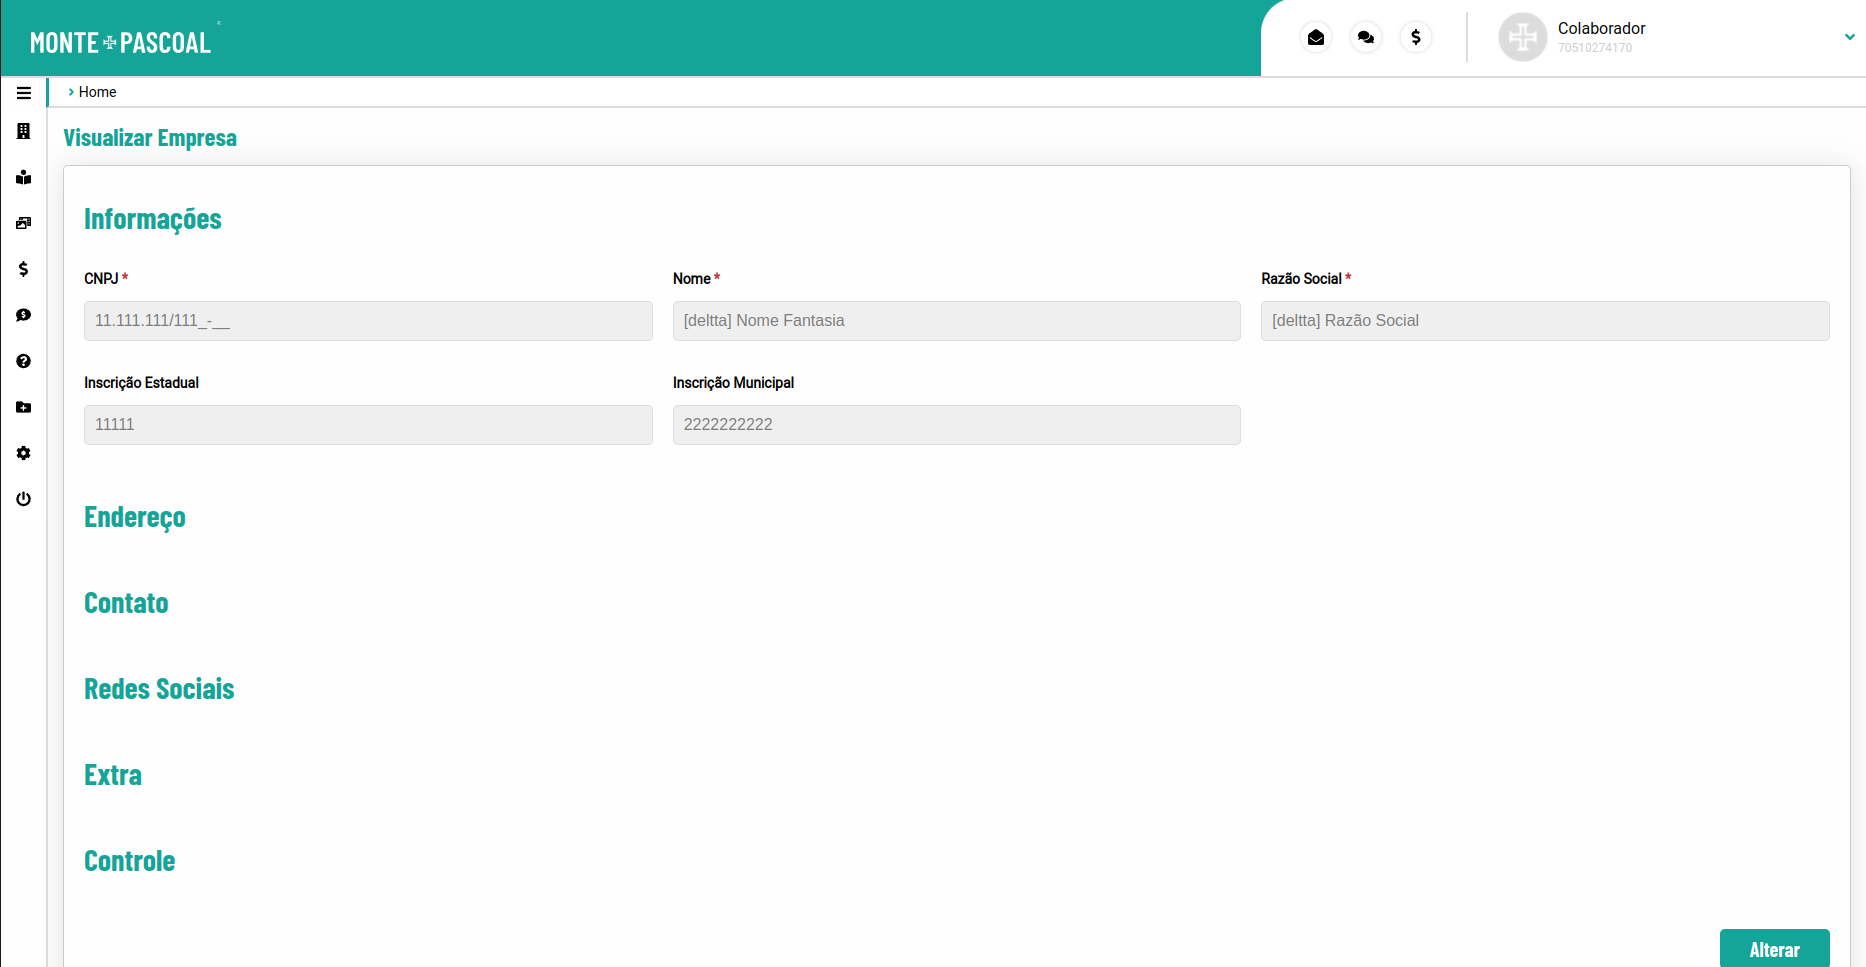 MONTE PASCOAL
Colaborador
70510274170
Home
Visualizar Empresa
Informações
CNPJ *
Nome *
Razão Social *
11.111.111/111_-__
[deltta] Nome Fantasia
[deltta] Razão Social
Inscrição Estadual
Inscrição Municipal
11111
2222222222
Endereço
Contato
Redes Sociais
Extra
Controle
Alterar